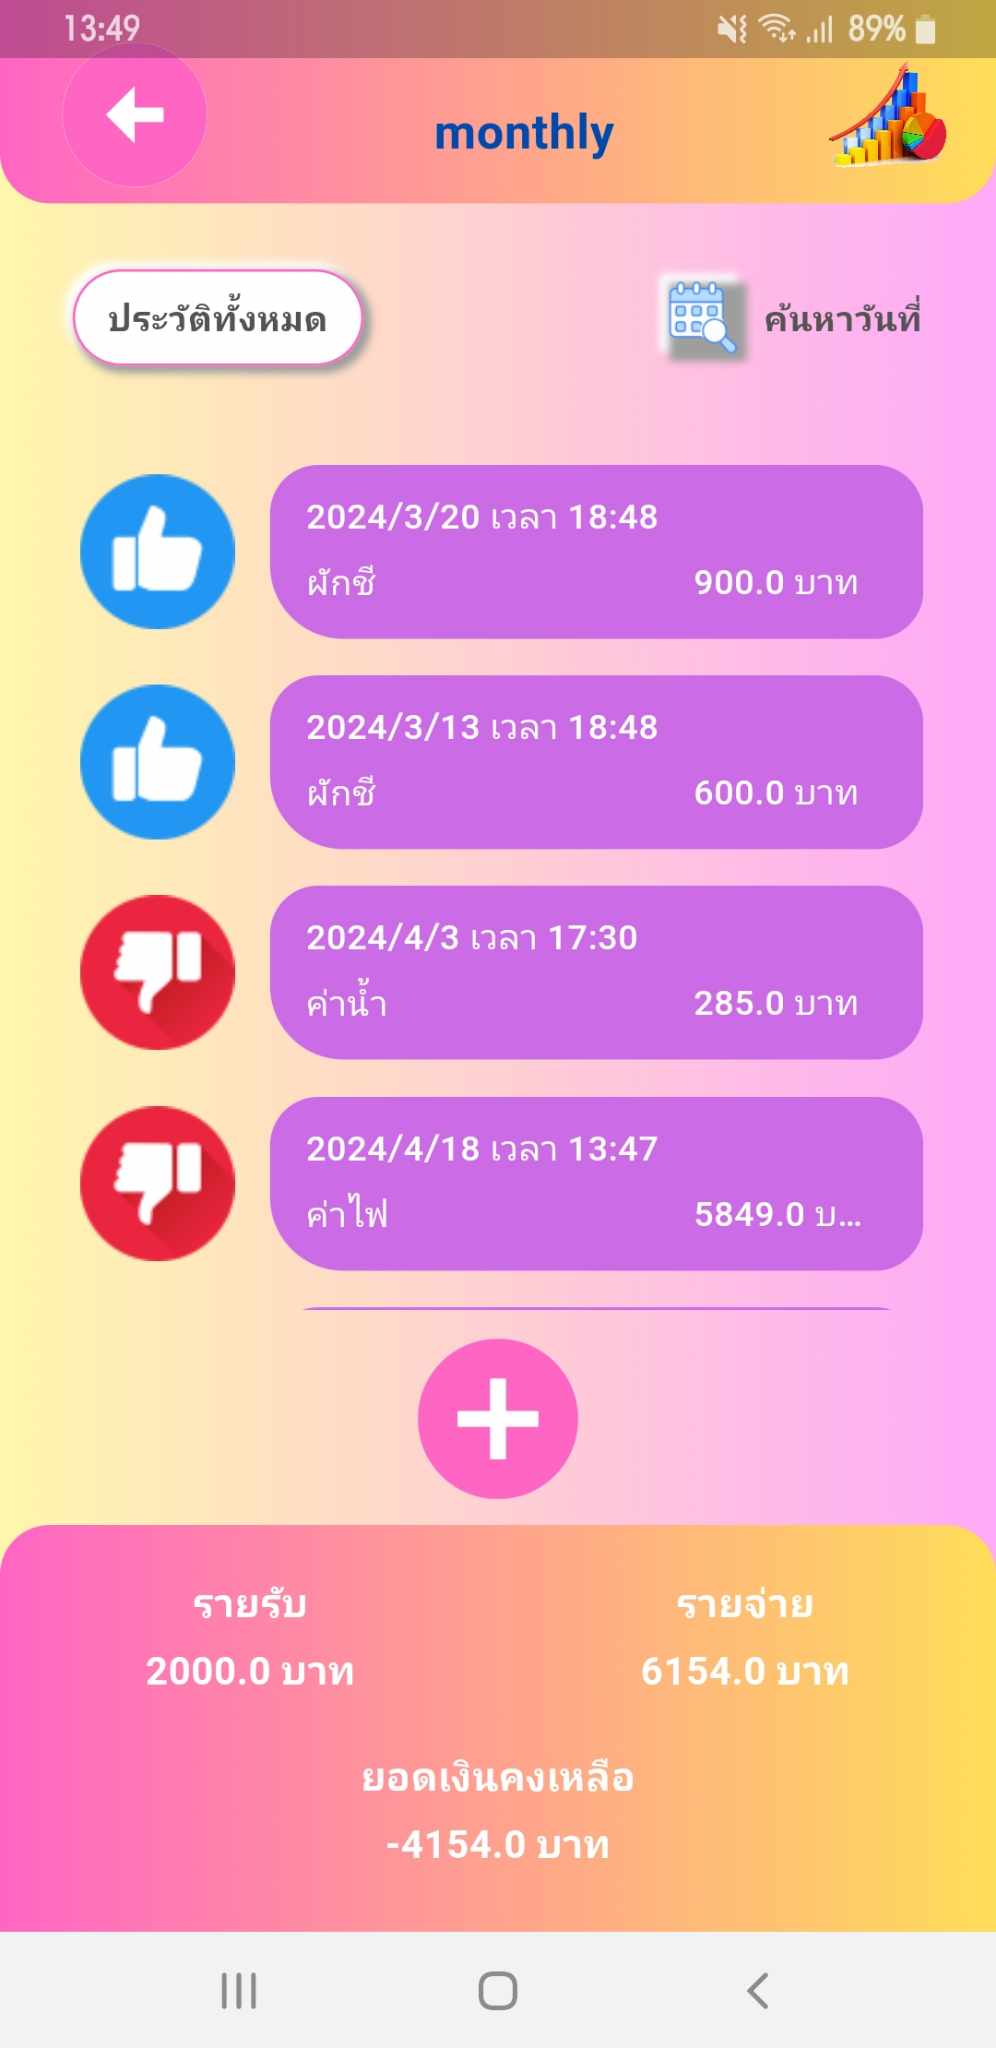 13:49
89%
monthly
ประวัติทั้งหมด
ค้นหาวันที่
2024/3/20 เวลา 18:48
ผักชี 900.0 บาท
2024/3/13 เวลา 18:48
ผักชี 600.0 บาท
2024/4/3 เวลา 17:30
ค่าน้ำ 285.0 บาท
2024/4/18 เวลา 13:47
ค่าไฟ 5849.0 บ...
รายรับ
2000.0 บาท
รายจ่าย
6154.0 บาท
ยอดเงินคงเหลือ
-4154.0 บาท